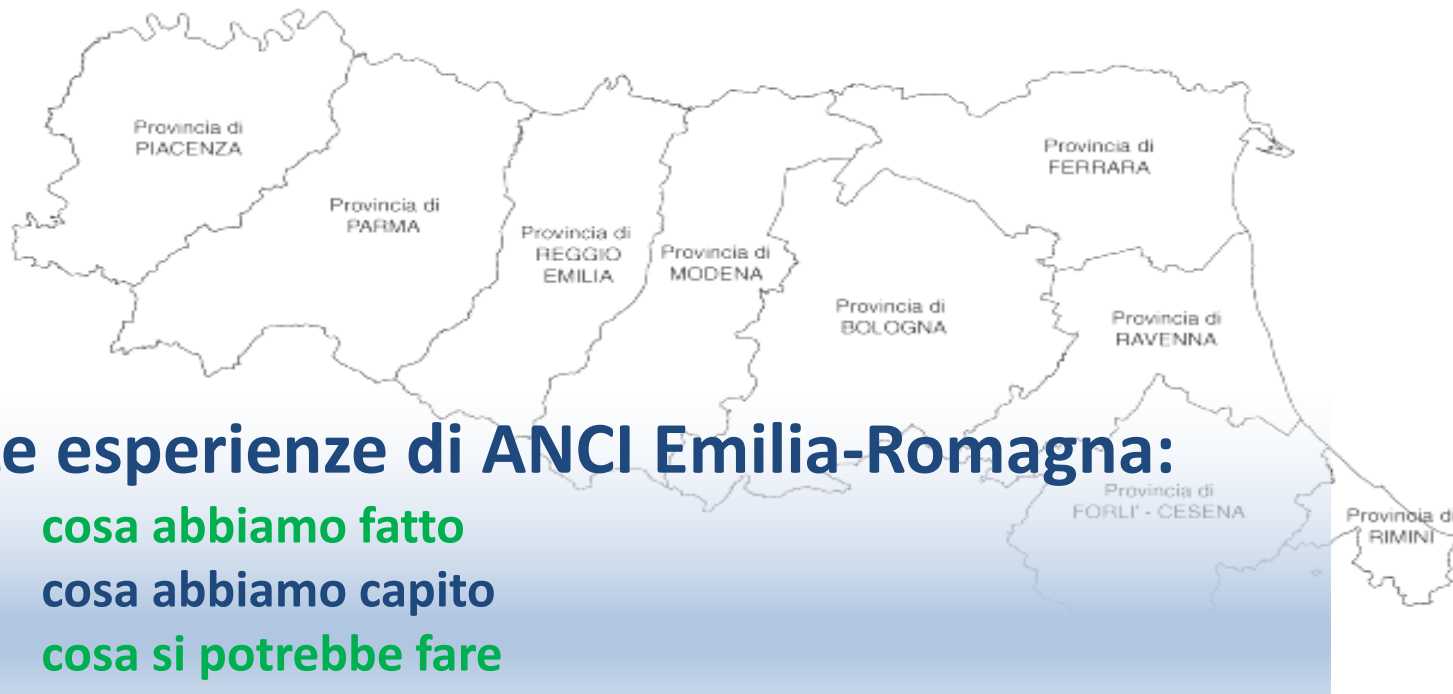 Provincia di
PIACENZA
Provincia di
PARMA
Provincia di
REGGIO
EMILIA
Provincia di
MODENA
Provincia di
BOLOGNA
Provincia di
FERRARA
Provincia di
RAVENNA
e esperienze di ANCI Emilia-Romagna:
Provincia di
FORLI' - CESENA
Provincia di
RIMINI
cosa abbiamo fatto
cosa abbiamo capito
cosa si potrebbe fare